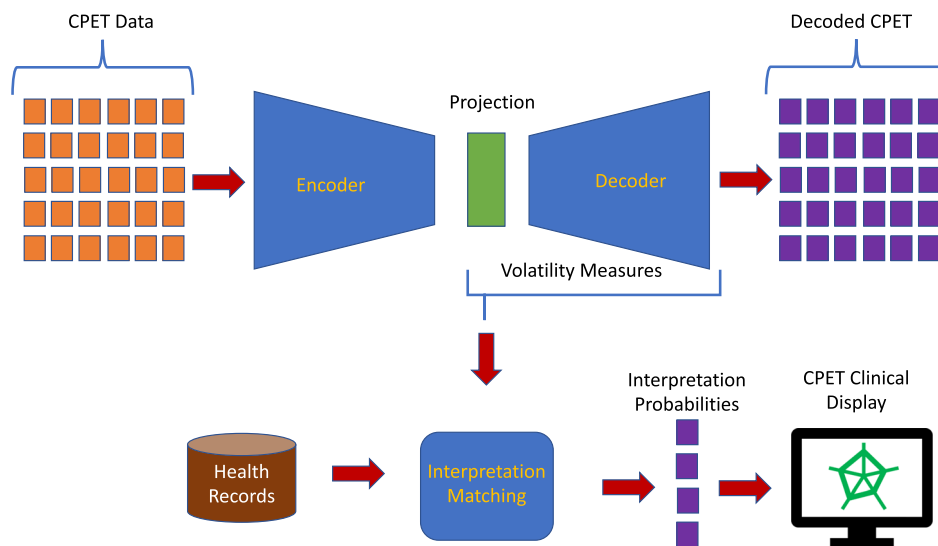 CPET Data
Decoded CPET
Projection
Encoder
Decoder
Volatility Measures
Interpretation
Probabilities
CPET Clinical
Display
Health
Records
Interpretation
Matching